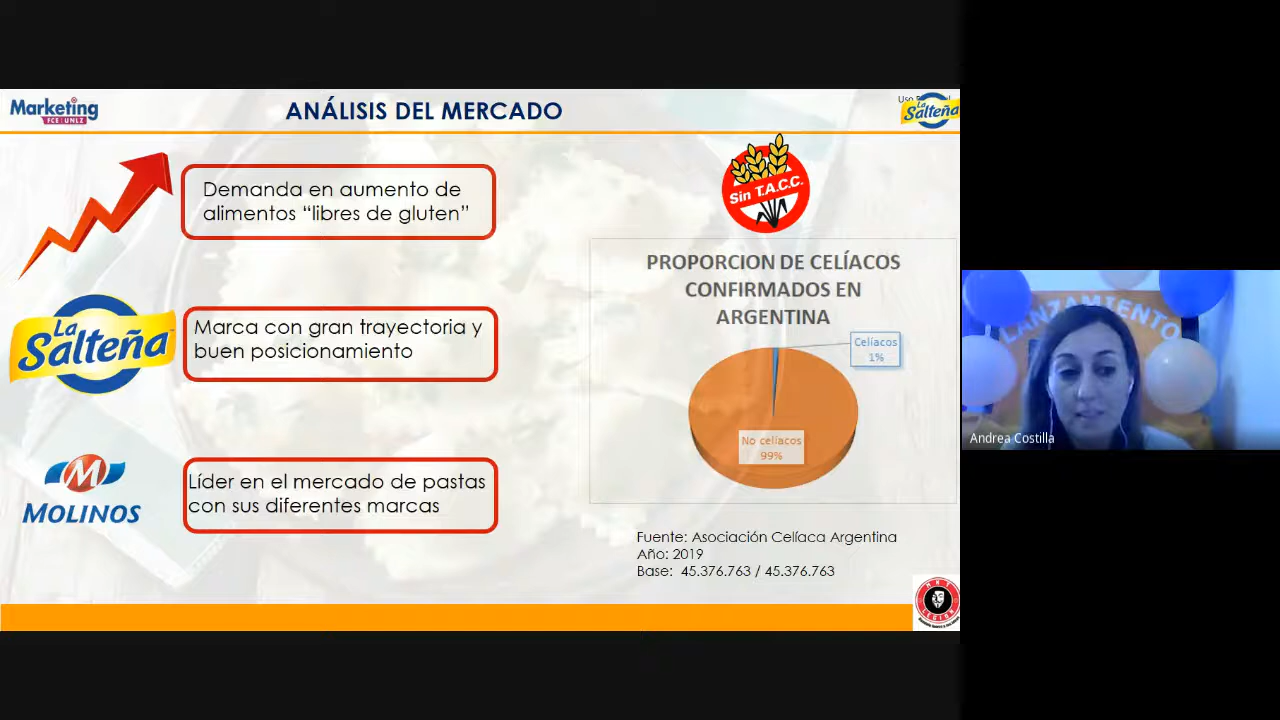 Marketing
FCE UNLZ
ANÁLISIS DEL MERCADO
La
Salteña
Demanda en aumento de
alimentos “libres de gluten”
Sin T.A.C.C.
PROPORCION DE CELÍACOS
CONFIRMADOS EN
ARGENTINA
Celíacos
1%
No celíacos
99%
La
Salteña
Marca con gran trayectoria y
buen posicionamiento
M
MOLINOS
Líder en el mercado de pastas
con sus diferentes marcas
Fuente: Asociación Celíaca Argentina
Año: 2019
Base: 45.376.763 / 45.376.763
LANZAMIENTO
Andrea Costilla